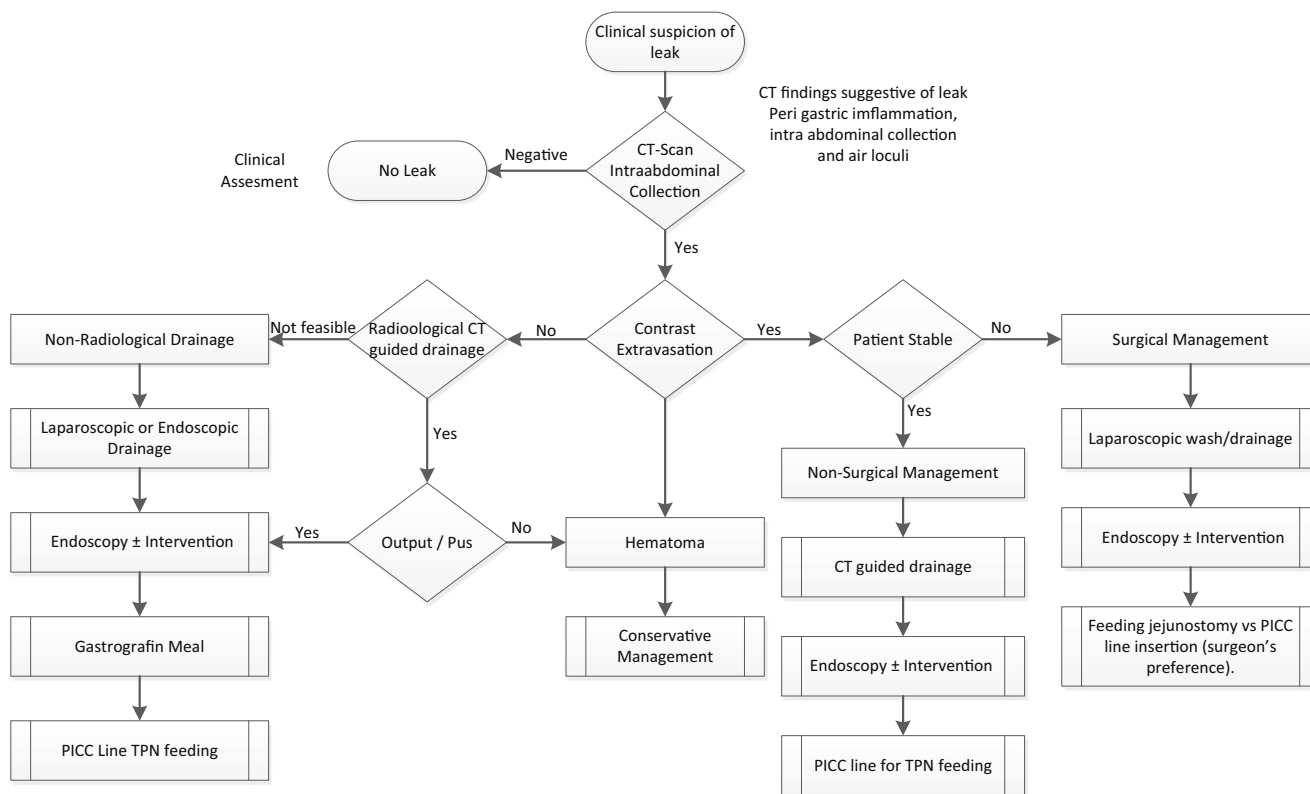 Clinical suspicion of
leak
CT findings suggestive of leak
Peri gastric imflammation,
intra abdominal collection
and air loculi
Clinical
Assesment
No Leak
Negative
CT-Scan
Intraabdominal
Collection
Yes
Non-Radiological Drainage
Not feasible
Radioological CT
guided drainage
No
Contrast
Extravasation
Yes
Patient Stable
No
Surgical Management
Laparoscopic or Endoscopic
Drainage
Yes
Yes
Laparoscopic wash/drainage
Non-Surgical Management
Endoscopy ± Intervention
Yes
Output / Pus
No
Hematoma
CT guided drainage
Endoscopy ± Intervention
Gastrografin Meal
Conservative
Management
Endoscopy ± Intervention
Feeding jejunostomy vs PICC
line insertion (surgeon's
preference).
PICC Line TPN feeding
PICC line for TPN feeding